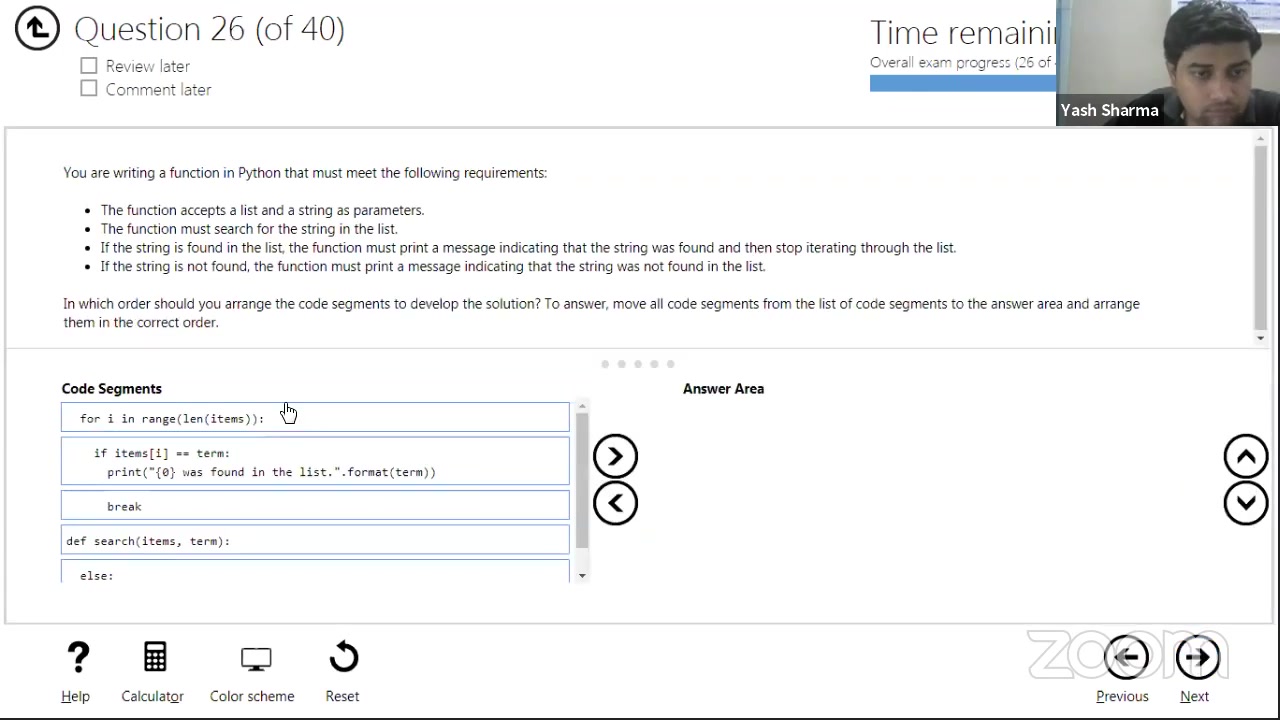 Question 26 (of 40)
Review later
Comment later
Time remaini
Overall exam progress (26 of
Yash Sharma
You are writing a function in Python that must meet the following requirements:
• The function accepts a list and a string as parameters.
• The function must search for the string in the list.
• If the string is found in the list, the function must print a message indicating that the string was found and then stop iterating through the list.
• If the string is not found, the function must print a message indicating that the string was not found in the list.
In which order should you arrange the code segments to develop the solution? To answer, move all code segments from the list of code segments to the answer area and arrange
them in the correct order.
Code Segments
Answer Area
for i in range(len(items)):
if items[i] == term:
print("{0} was found in the list.".format(term))
break
def search(items, term):
else:
zoom
Help
Calculator
Color scheme
Reset
Previous
Next